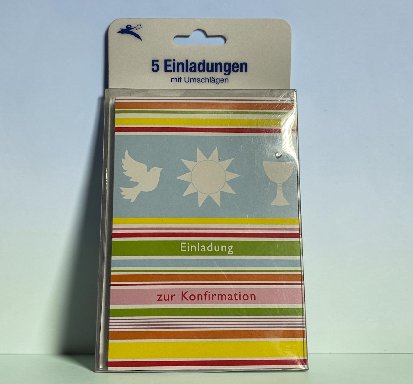 5 Einladungen
mit Umschlägen
Einladung
zur Konfirmation